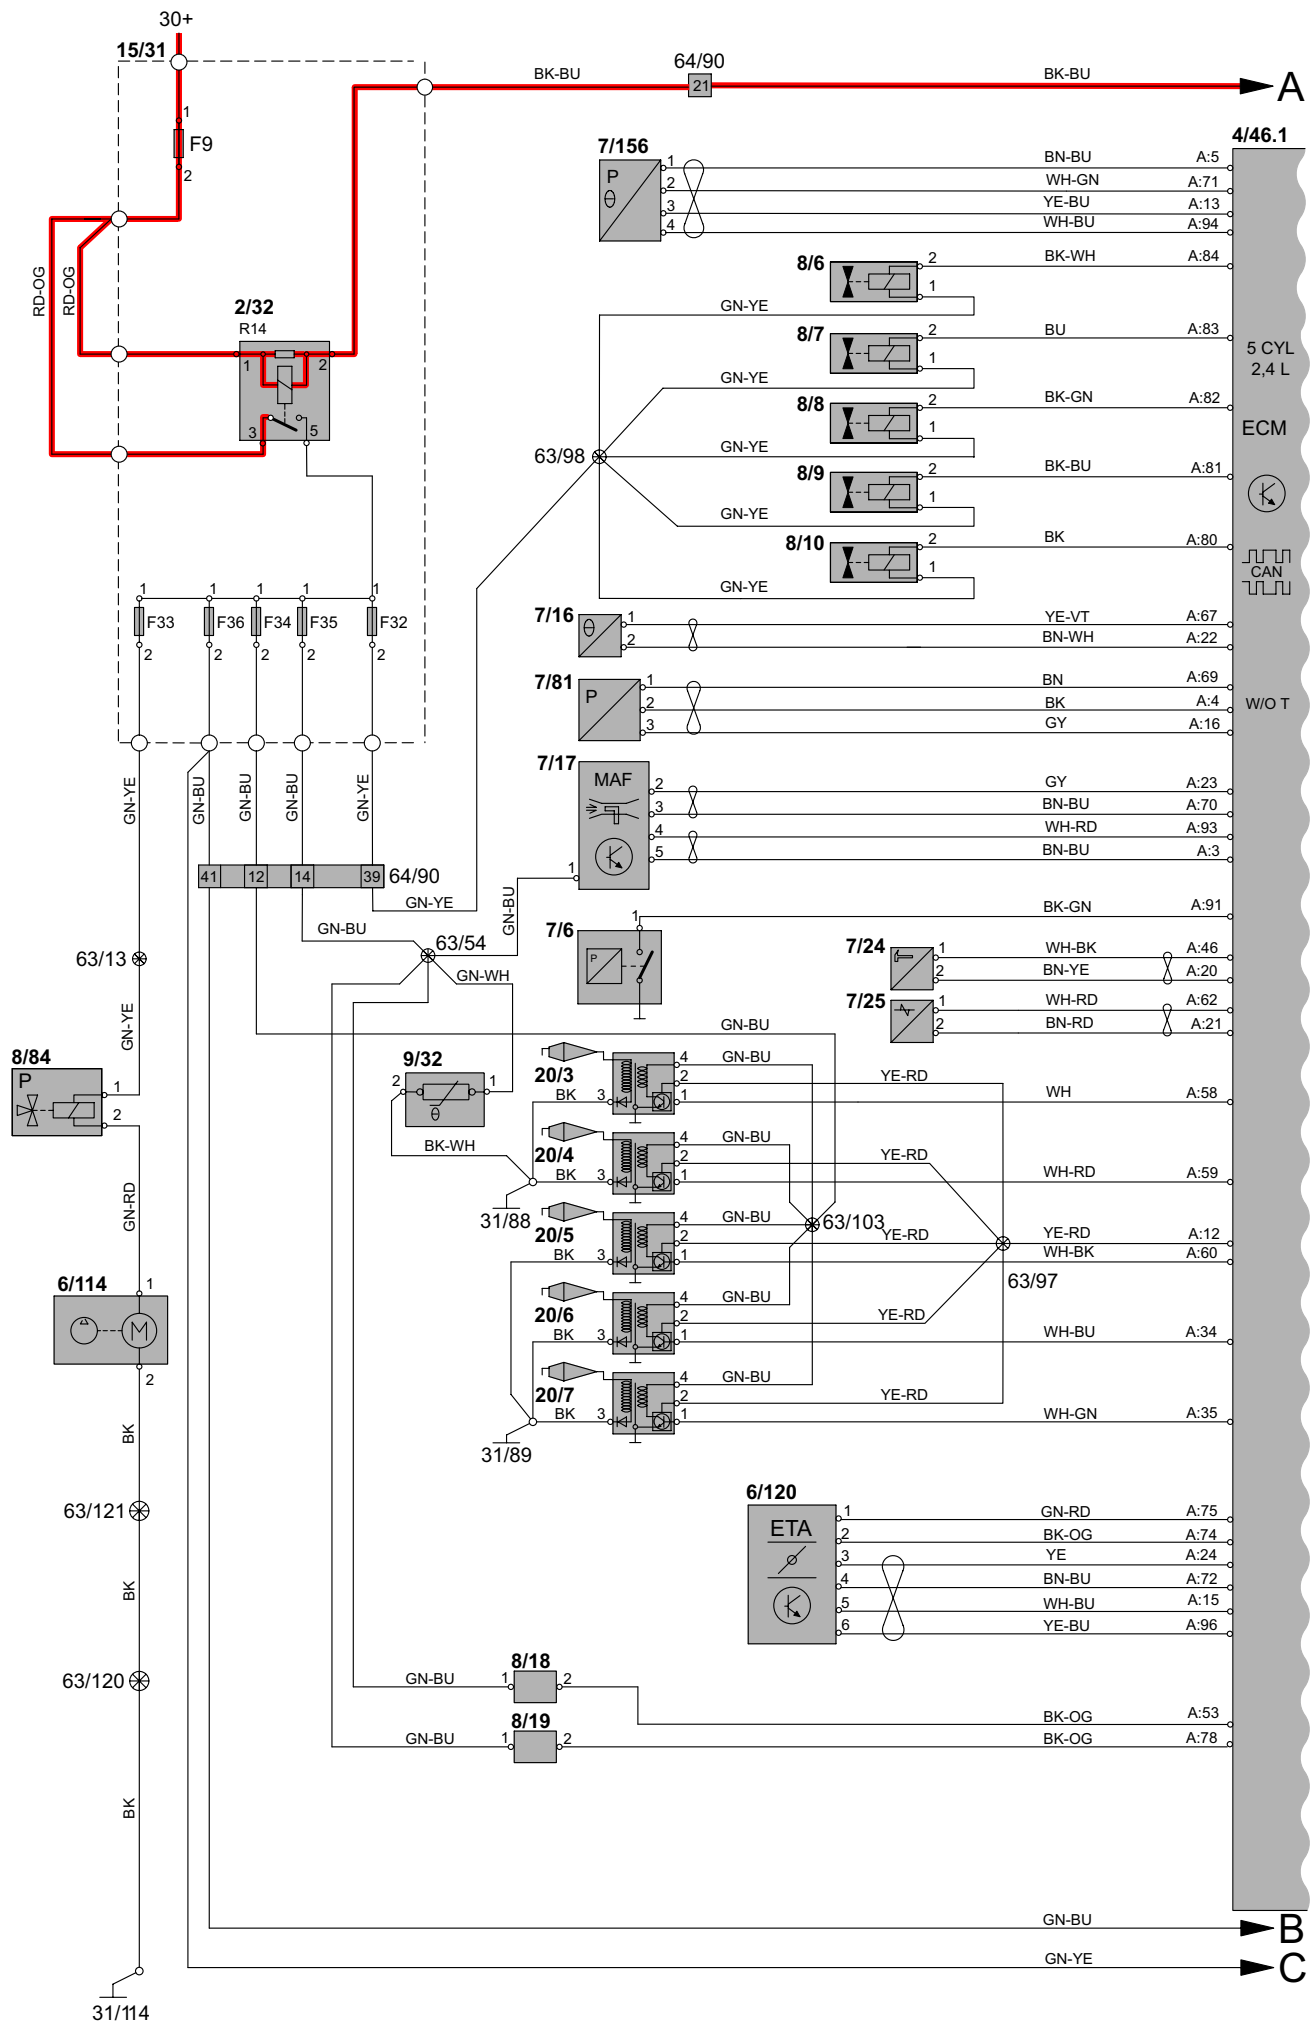 30+
15/31
64/90
BK-BU
21
BK-BU
A
1
F9
2
4/46.1
7/156
P
θ
1
BN-BU
A:5
2
WH-GN
A:71
3
YE-BU
A:13
4
WH-BU
A:94
RD-OG
RD-OG
8/6
2
BK-WH
A:84
1
GN-YE
2/32
R14
1
2
3
5
8/7
2
BU
A:83
1
GN-YE
5 CYL
2,4 L
8/8
2
BK-GN
A:82
1
GN-YE
ECM
63/98
8/9
2
BK-BU
A:81
1
GN-YE
8/10
2
BK
A:80
1
GN-YE
CAN
1
1
1
1
1
F33
F36
F34
F35
F32
2
2
2
2
2
7/16
θ
1
YE-VT
A:67
2
BN-WH
A:22
7/81
P
1
BN
A:69
2
BK
A:4
3
GY
A:16
W/O T
7/17
MAF
2
GY
A:23
3
BN-BU
A:70
4
WH-RD
A:93
5
BN-BU
A:3
1
GN-YE
GN-BU
GN-BU
GN-BU
GN-YE
41
12
14
39
64/90
GN-YE
GN-BU
GN-BU
63/54
GN-WH
7/6
P
1
BK-GN
A:91
63/13
7/24
1
WH-BK
A:46
2
BN-YE
A:20
7/25
1
WH-RD
A:62
2
BN-RD
A:21
GN-YE
GN-BU
8/84
P
1
2
9/32
2
1
θ
BK-WH
20/3
BK
3
4
GN-BU
2
YE-RD
1
WH
A:58
20/4
BK
3
4
GN-BU
2
YE-RD
1
WH-RD
A:59
31/88
GN-RD
63/103
20/5
BK
3
4
GN-BU
2
YE-RD
YE-RD
A:12
1
WH-BK
A:60
63/97
6/114
1
M
2
20/6
BK
3
4
GN-BU
2
YE-RD
1
WH-BU
A:34
20/7
BK
3
4
GN-BU
2
YE-RD
1
WH-GN
A:35
31/89
BK
63/121
6/120
ETA
1
GN-RD
A:75
2
BK-OG
A:74
3
YE
A:24
4
BN-BU
A:72
5
WH-BU
A:15
6
YE-BU
A:96
BK
63/120
8/18
GN-BU
1
2
BK-OG
A:53
8/19
GN-BU
1
2
BK-OG
A:78
BK
GN-BU
B
GN-YE
C
31/114